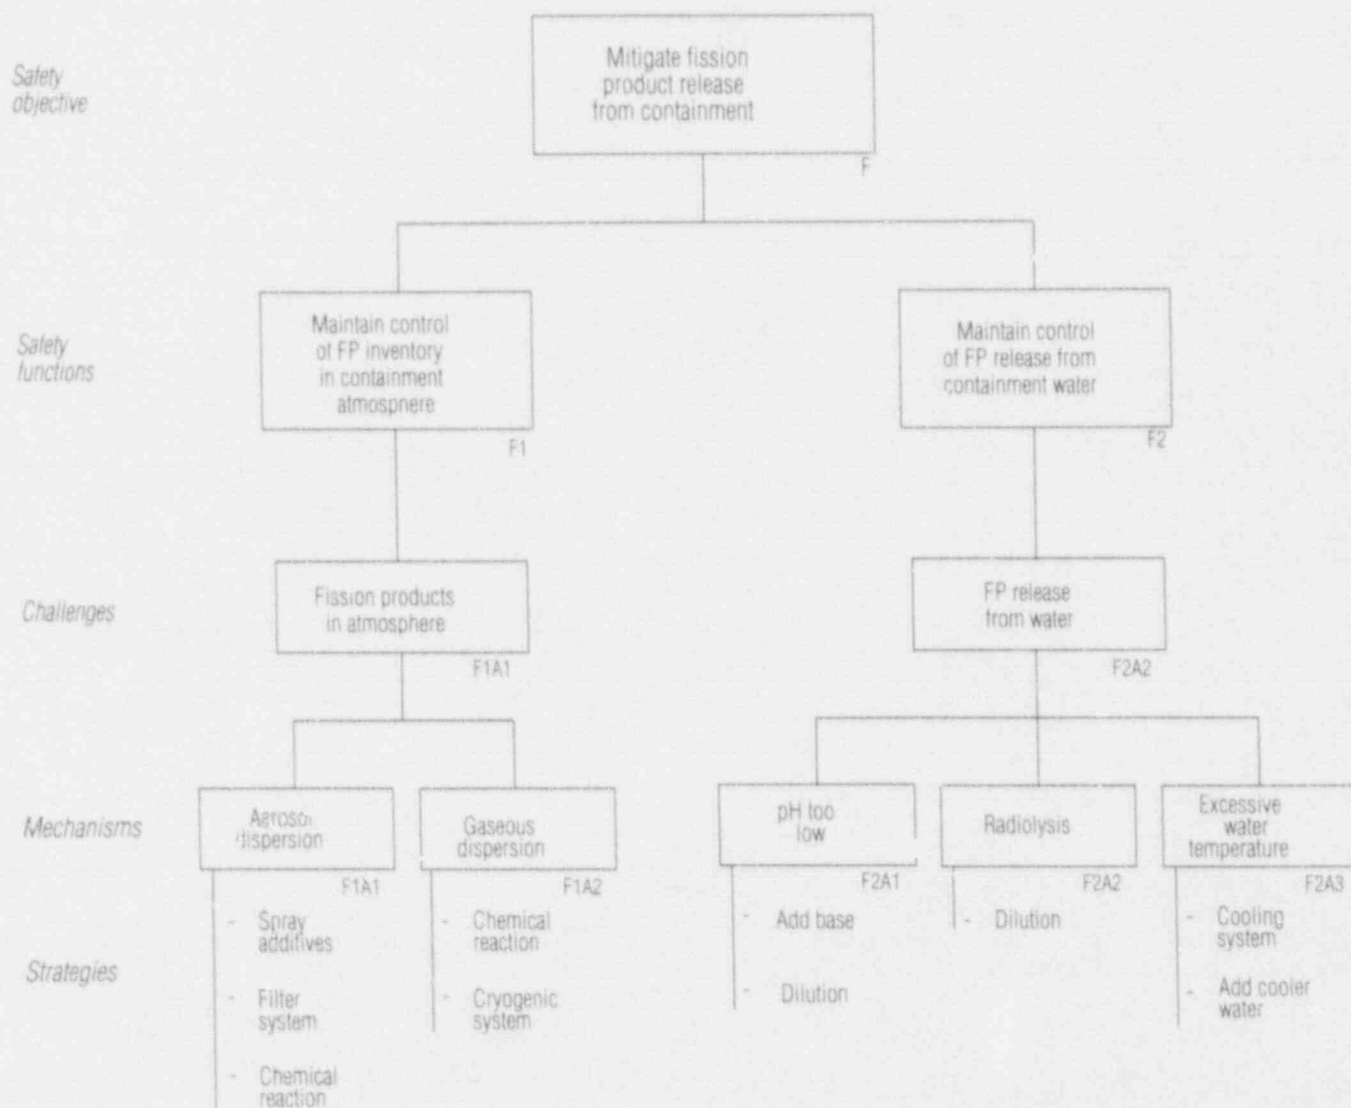 Safety
objective
Mitigate fission
product release
from containment
F
Safety
functions
Maintain control
of FP inventory
in containment
atmospnere
F1
Maintain control
of FP release from
containment water
F2
Challenges
Fission products
in atmosphere
F1A1
FP release
from water
F2A2
Mechanisms
Aerosol
dispersion
F1A1
Gaseous
dispersion
F1A2
pH too
low
F2A1
Radiolysis
F2A2
Excessive
water
temperature
F2A3
Strategies
- Spray
additives
- Filter
system
- Chemical
reaction
- Chemical
reaction
- Cryogenic
system
- Add base
- Dilution
- Dilution
- Cooling
system
- Add cooler
water